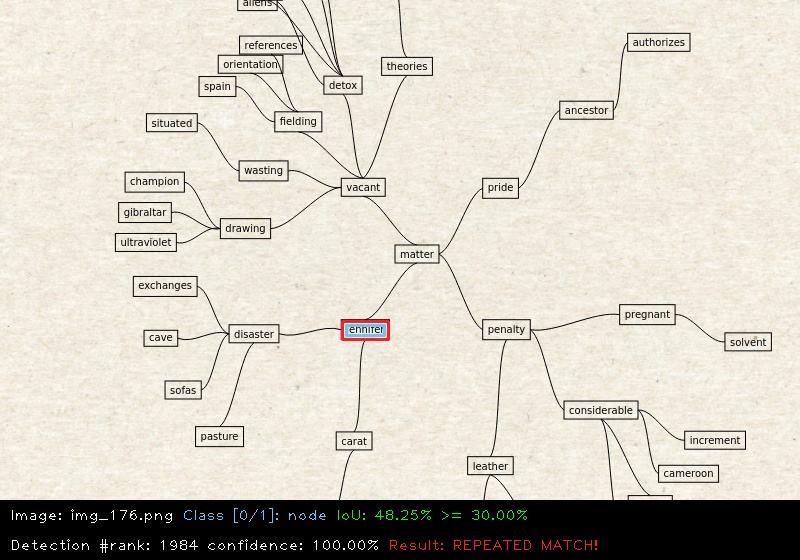 aliens
references
orientation
theories
authorizes
spain
detox
ancestor
situated
fielding
wasting
champion
vacant
pride
gibraltar
drawing
ultraviolet
matter
exchanges
pregnant
cave
disaster
ennifer
penalty
solvent
sofas
considerable
pasture
carat
increment
leather
cameroon
Image: img_176.png Class [0/1]: node IoU: 48.25% >= 30.00%
Detection #rank: 1984 confidence: 100.00% Result: REPEATED MATCH!